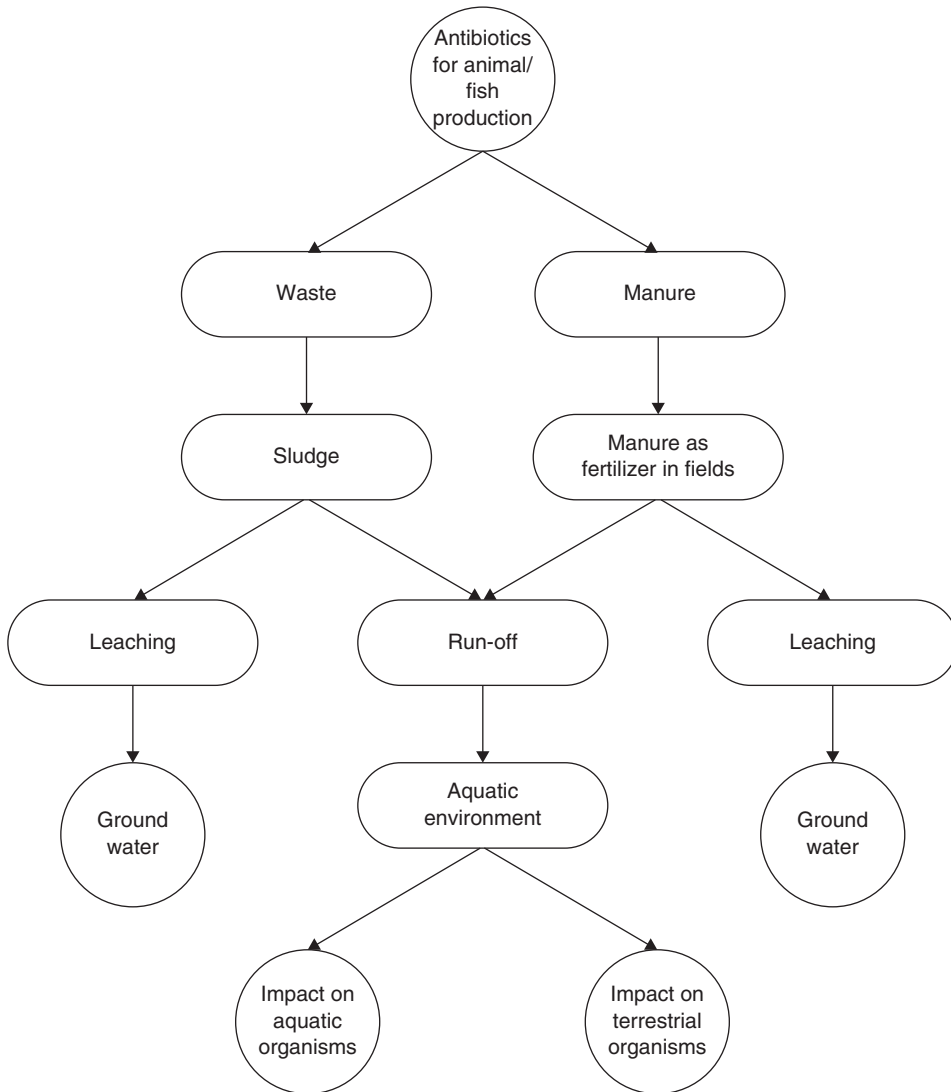 Antibiotics
for animal/
fish
production
Waste
Manure
Sludge
Manure as
fertilizer in fields
Leaching
Run-off
Leaching
Ground
water
Aquatic
environment
Ground
water
Impact on
aquatic
organisms
Impact on
terrestrial
organisms